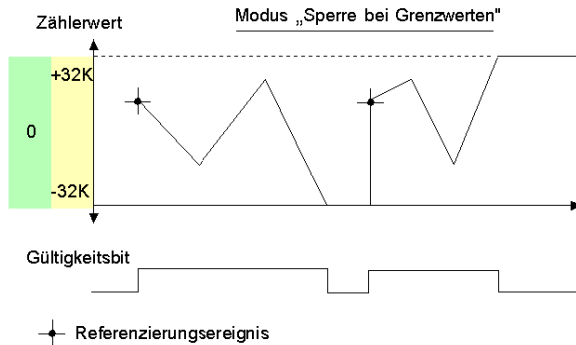 Modus „Sperre bei Grenzwerten"
Zählerwert
+32K
0
-32K
Gültigkeitsbit
Referenzierungsereignis